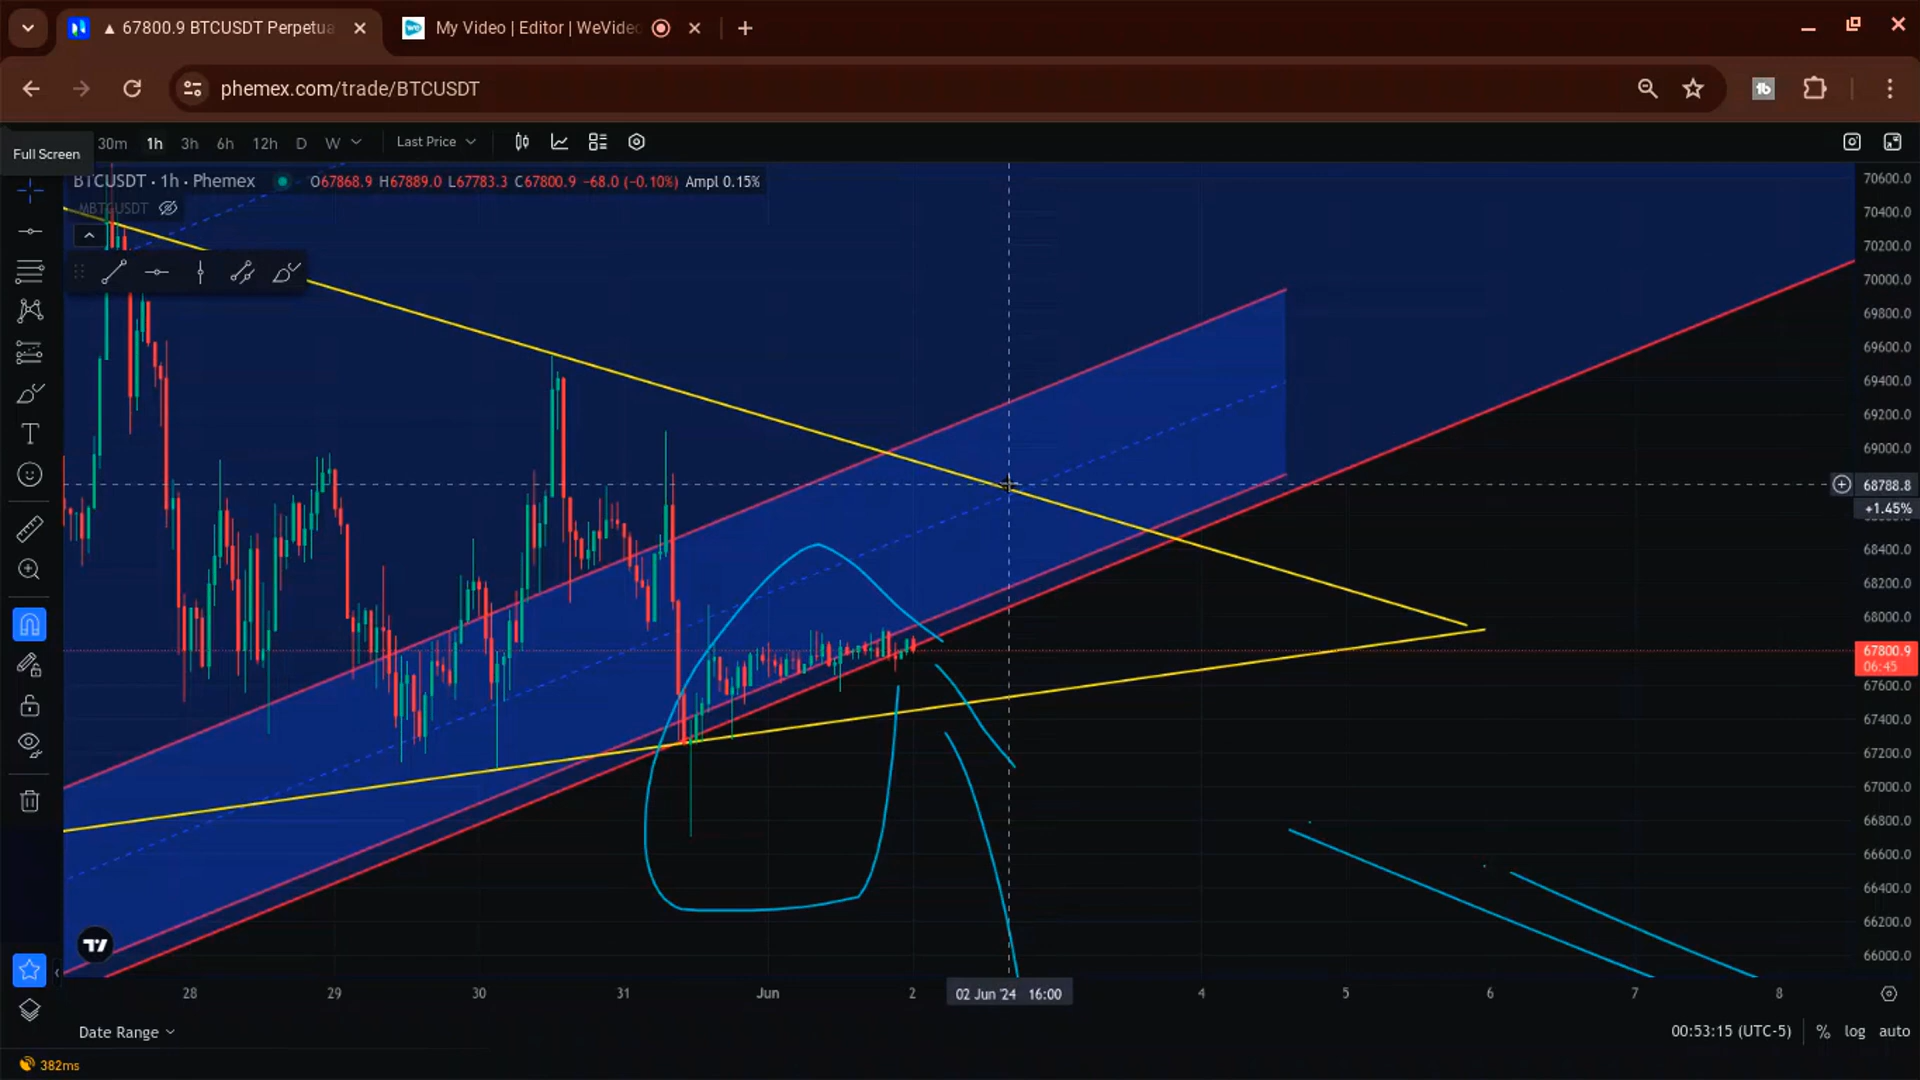 ▲ 67800.9 BTCUSDT Perpetua
My Video | Editor | WeVide
phemex.com/trade/BTCUSDT
Full Screen
30m 1h 3h 6h 12h D W Last Price
BTCUSDT · 1h · Phemex O67868.9 H67889.0 L67783.3 C67800.9 −68.0 (−0.10%) Ampl 0.15%
MBTCUSDT
70600.0
70400.0
70200.0
70000.0
69800.0
69600.0
69400.0
69200.0
69000.0
68788.8
+1.45%
68400.0
68200.0
68000.0
67800.9
06:45
67600.0
67400.0
67200.0
67000.0
66800.0
66600.0
66400.0
66200.0
66000.0
28 29 30 31 Jun 2 02 Jun '24 16:00 4 5 6 7 8
Date Range 00:53:15 (UTC-5) % log auto
382ms